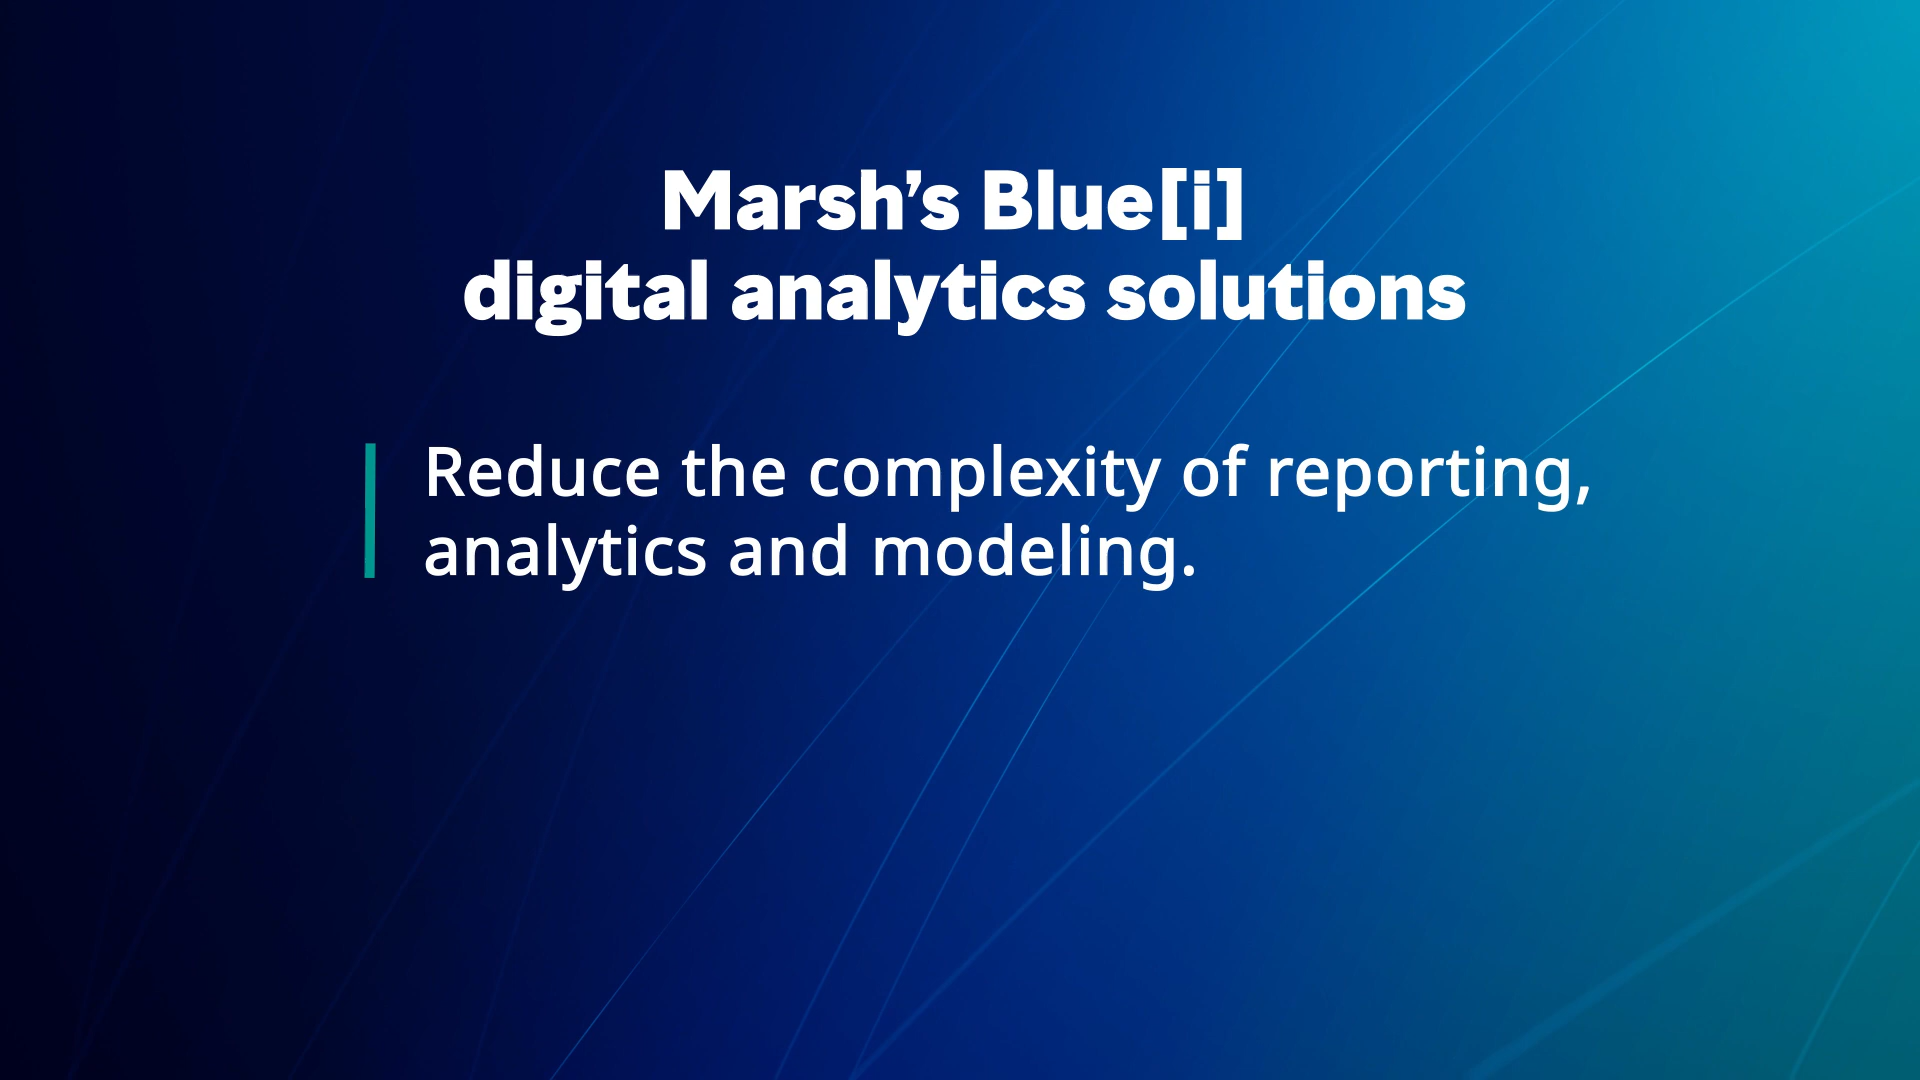 Marsh’s Blue[i]
digital analytics solutions
Reduce the complexity of reporting,
analytics and modeling.